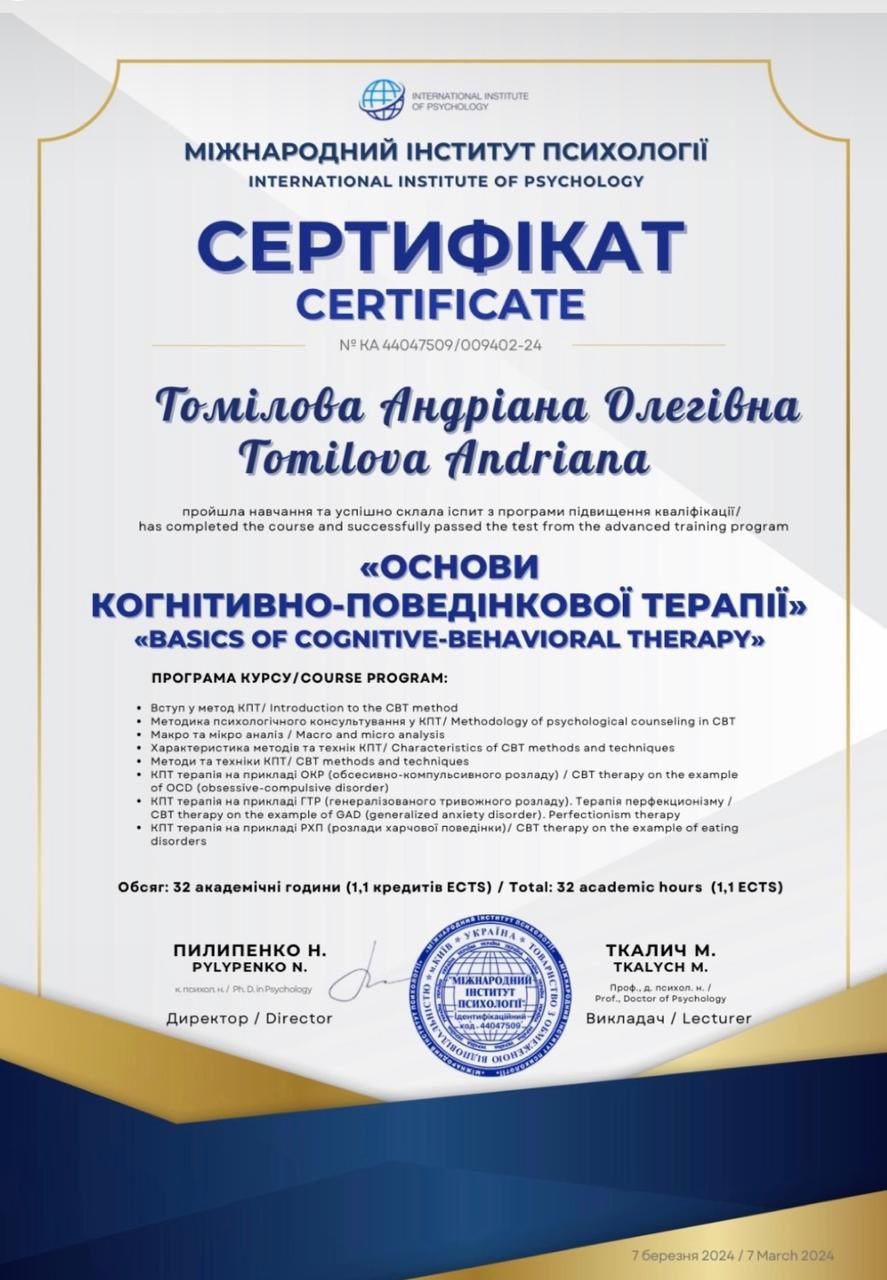 INTERNATIONAL INSTITUTE
OF PSYCHOLOGY
МІЖНАРОДНИЙ ІНСТИТУТ ПСИХОЛОГІЇ
INTERNATIONAL INSTITUTE OF PSYCHOLOGY
СЕРТИФІКАТ
CERTIFICATE
№ КА 44047509/009402-24
Томілова Андріана Олегівна
Tomilova Andriana
пройшла навчання та успішно склала іспит з програми підвищення кваліфікації/
has completed the course and successfully passed the test from the advanced training program
«ОСНОВИ
КОГНІТИВНО-ПОВЕДІНКОВОЇ ТЕРАПІЇ»
«BASICS OF COGNITIVE-BEHAVIORAL THERAPY»
ПРОГРАМА КУРСУ/COURSE PROGRAM:
• Вступ у метод КПТ/ Introduction to the CBT method
• Методика психологічного консультування у КПТ/ Methodology of psychological counseling in CBT
• Макро та мікро аналіз / Macro and micro analysis
• Характеристика методів та технік КПТ/ Characteristics of CBT methods and techniques
• Методи та техніки КПТ/ CBT methods and techniques
• КПТ терапія на прикладі ОКР (обсесивно-компульсивного розладу) / CBT therapy on the example
of OCD (obsessive-compulsive disorder)
• КПТ терапія на прикладі ГТР (генералізованого тривожного розладу). Терапія перфекціонізму /
CBT therapy on the example of GAD (generalized anxiety disorder). Perfectionism therapy
• КПТ терапія на прикладі РХП (розлади харчової поведінки)/ CBT therapy on the example of eating
disorders
Обсяг: 32 академічні години (1,1 кредитів ECTS) / Total: 32 academic hours (1,1 ECTS)
ПИЛИПЕНКО Н.
PYLYPENKO N.
к. психол. н. / Ph. D. in Psychology
Директор / Director
УКРАЇНА * ТОВАРИСТВО З ОБМЕЖЕНОЮ ВІДПОВІДАЛЬНІСТЮ * м.КИЇВ
"МІЖНАРОДНИЙ
ІНСТИТУТ
ПСИХОЛОГІЇ"
Ідентифікаційний
код 44047509
ТКАЛИЧ М.
TKALYCH M.
Проф., д. психол. н. /
Prof., Doctor of Psychology
Викладач / Lecturer
7 березня 2024 / 7 March 2024